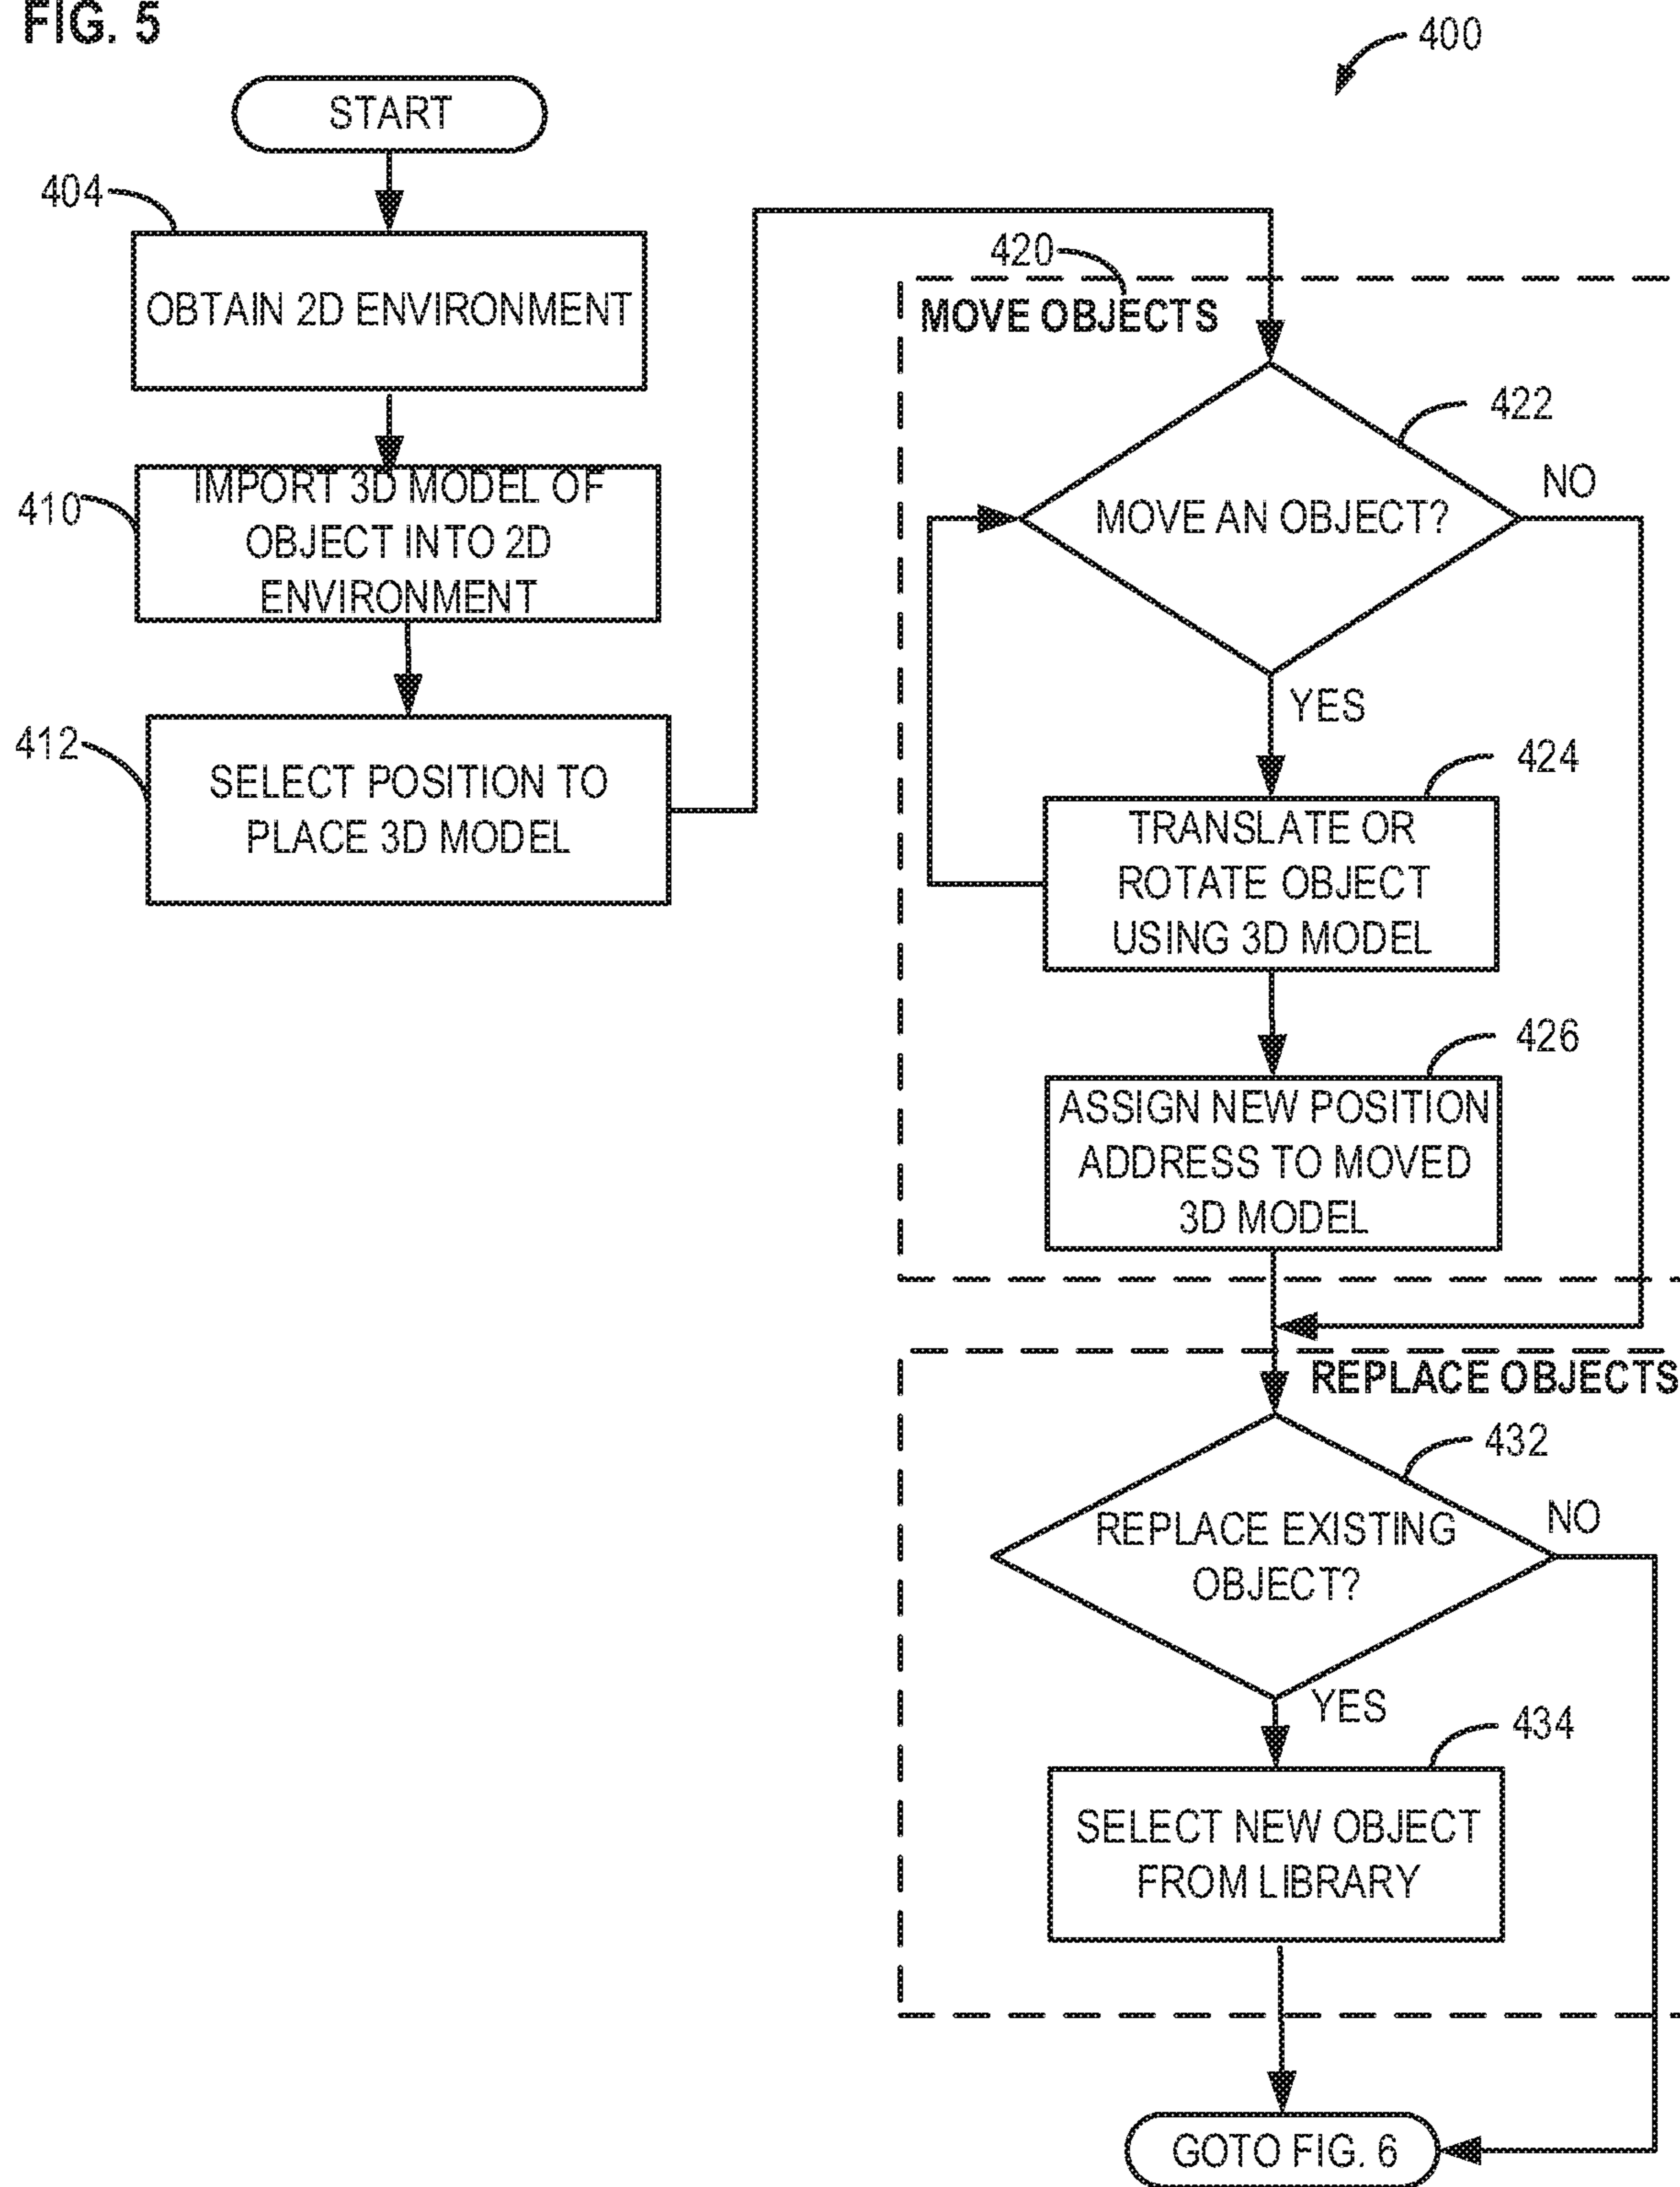 FIG. 5
400
START
404
OBTAIN 2D ENVIRONMENT
410
IMPORT 3D MODEL OF
OBJECT INTO 2D
ENVIRONMENT
412
SELECT POSITION TO
PLACE 3D MODEL
420
MOVE OBJECTS
422
MOVE AN OBJECT?
NO
YES
424
TRANSLATE OR
ROTATE OBJECT
USING 3D MODEL
426
ASSIGN NEW POSITION
ADDRESS TO MOVED
3D MODEL
REPLACE OBJECTS
432
REPLACE EXISTING
OBJECT?
NO
YES
434
SELECT NEW OBJECT
FROM LIBRARY
GOTO FIG. 6